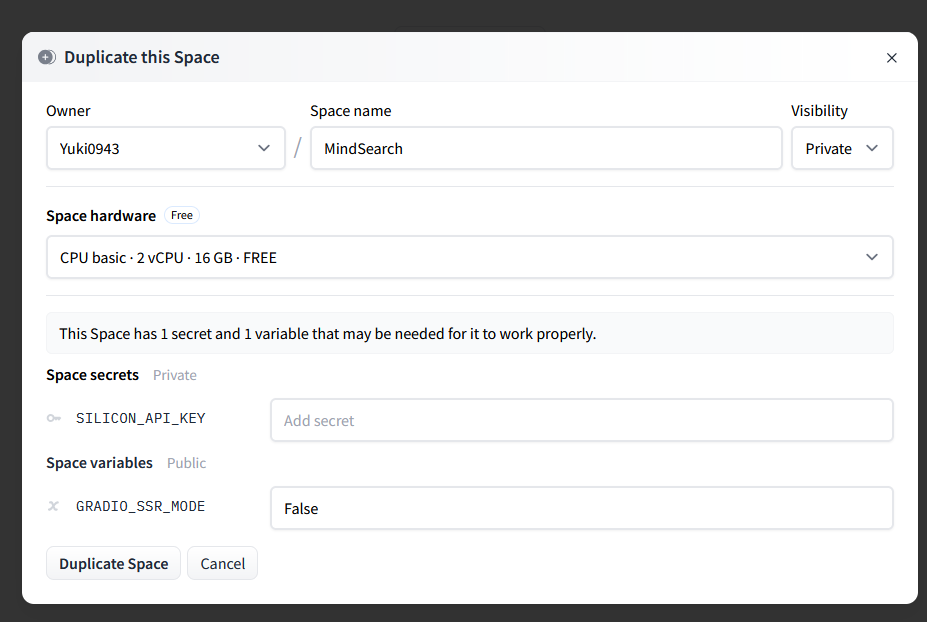 Duplicate this Space
Owner
Space name
Visibility
Yuki0943
/
MindSearch
Private
Space hardware Free
CPU basic · 2 vCPU · 16 GB · FREE
This Space has 1 secret and 1 variable that may be needed for it to work properly.
Space secrets Private
SILICON_API_KEY
Add secret
Space variables Public
GRADIO_SSR_MODE
False
Duplicate Space
Cancel